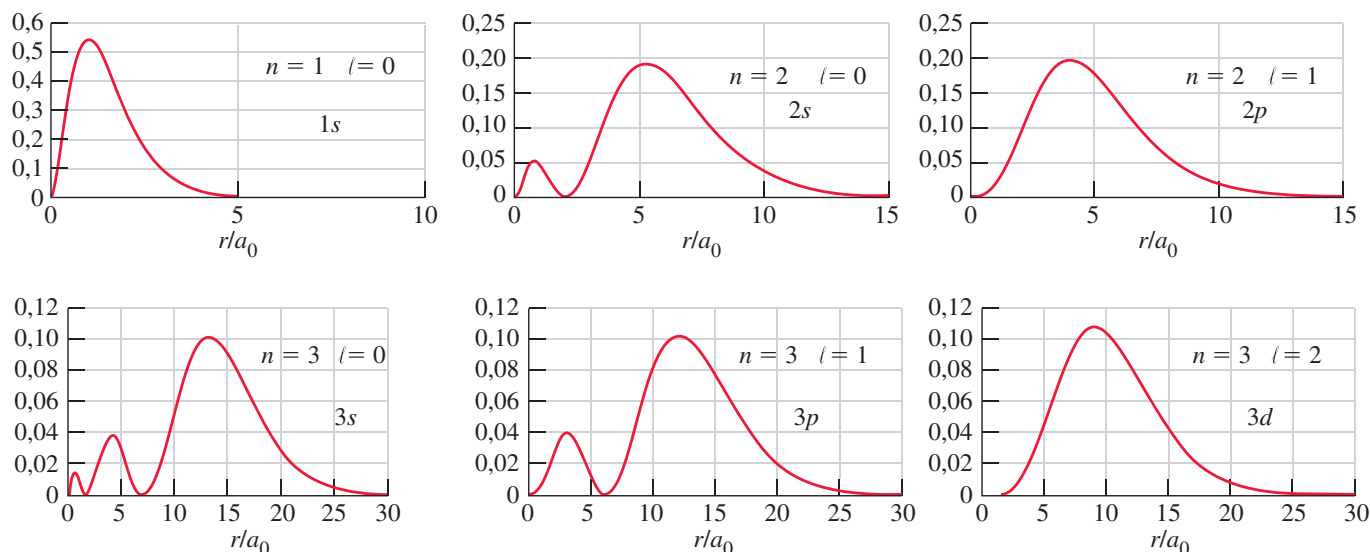 0,6
0,5
0,4
0,3
0,2
0,1
0
n = 1 ℓ = 0
1s
0 5 10
r/a0
0,25
0,20
0,15
0,10
0,05
0
n = 2 ℓ = 0
2s
0 5 10 15
r/a0
0,25
0,20
0,15
0,10
0,05
0
n = 2 ℓ = 1
2p
0 5 10 15
r/a0
0,12
0,10
0,08
0,06
0,04
0,02
0
n = 3 ℓ = 0
3s
0 5 10 15 20 25 30
r/a0
0,12
0,10
0,08
0,06
0,04
0,02
0
n = 3 ℓ = 1
3p
0 5 10 15 20 25 30
r/a0
0,12
0,10
0,08
0,06
0,04
0,02
0
n = 3 ℓ = 2
3d
0 5 10 15 20 25 30
r/a0